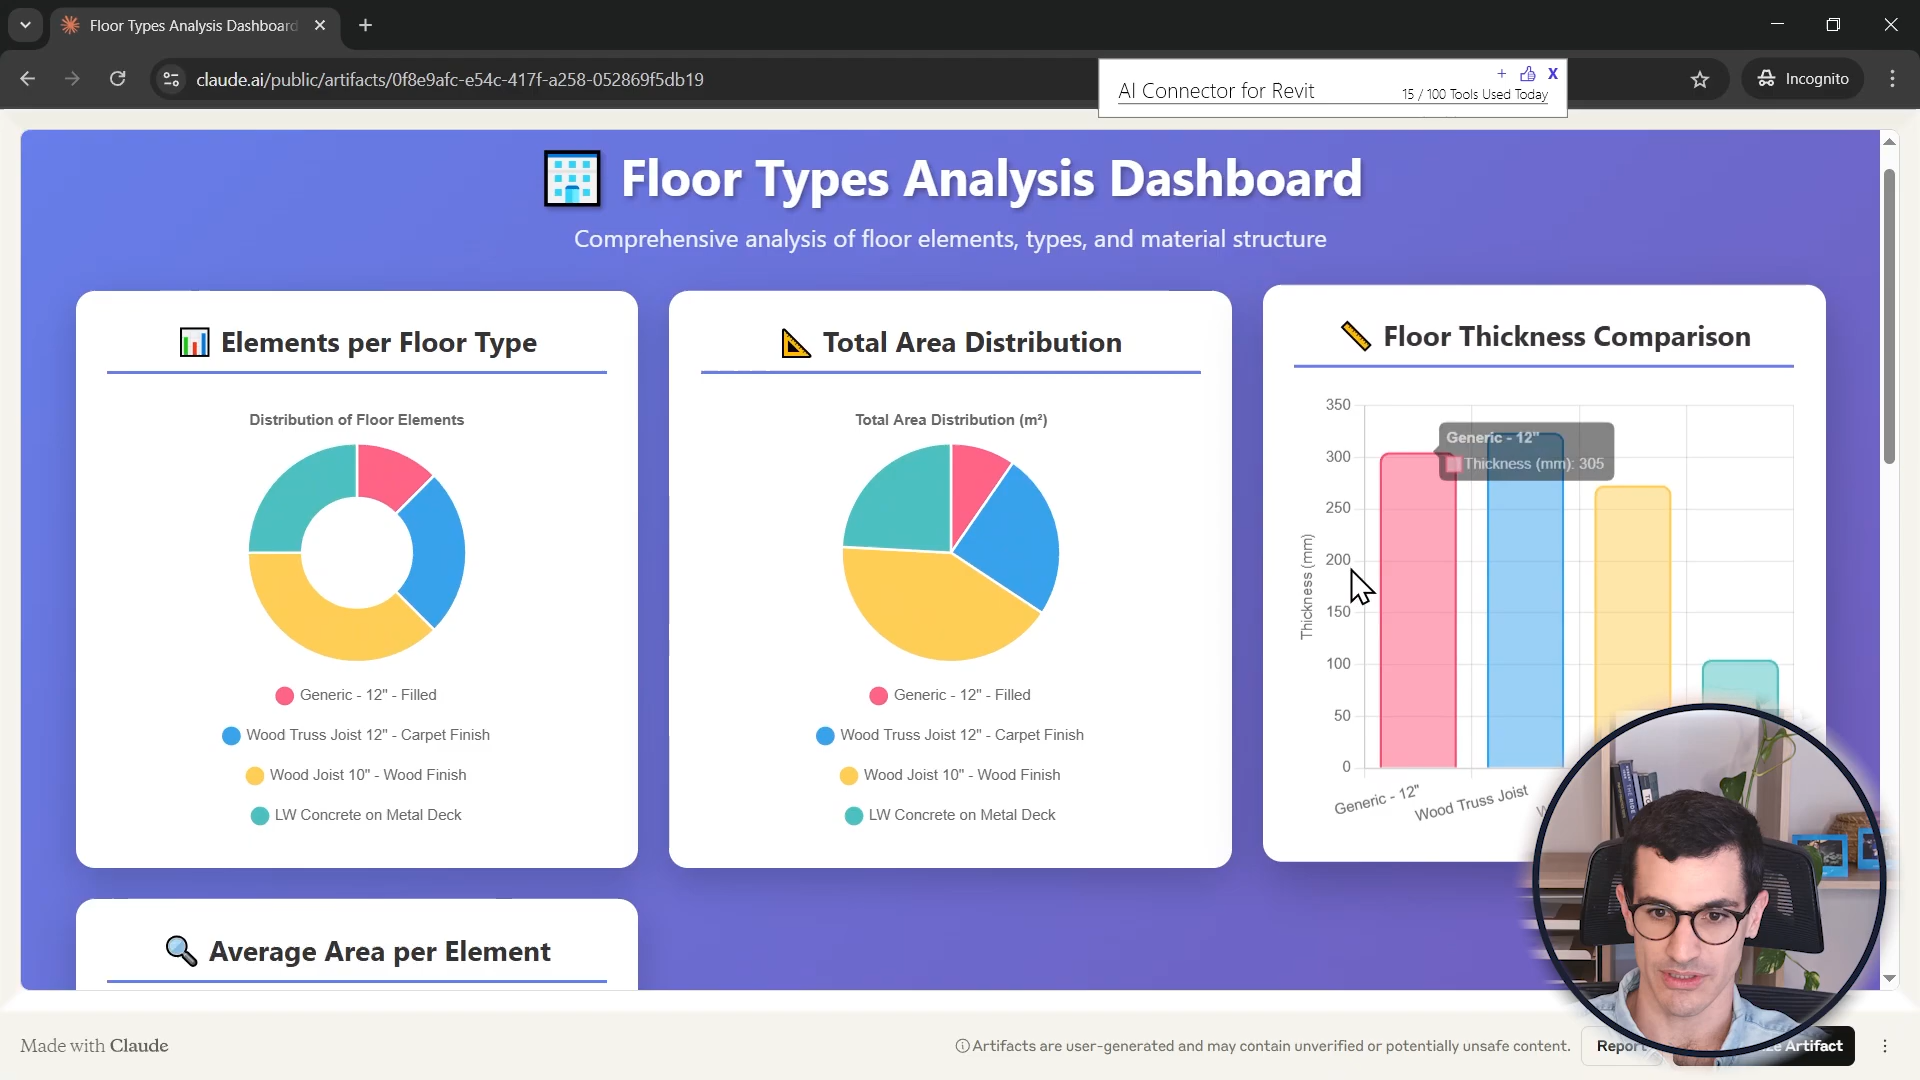 Floor Types Analysis Dashboard
claude.ai/public/artifacts/0f8e9afc-e54c-417f-a258-052869f5db19
AI Connector for Revit
+
X
15 / 100 Tools Used Today
Incognito
Floor Types Analysis Dashboard
Comprehensive analysis of floor elements, types, and material structure
Elements per Floor Type
Distribution of Floor Elements
Generic - 12" - Filled
Wood Truss Joist 12" - Carpet Finish
Wood Joist 10" - Wood Finish
LW Concrete on Metal Deck
Total Area Distribution
Total Area Distribution (m²)
Generic - 12" - Filled
Wood Truss Joist 12" - Carpet Finish
Wood Joist 10" - Wood Finish
LW Concrete on Metal Deck
Floor Thickness Comparison
350
300
250
200
150
100
50
0
Thickness (mm)
Generic - 12"
Thickness (mm): 305
Generic - 12"
Wood Truss Joist
Average Area per Element
Made with Claude
Artifacts are user-generated and may contain unverified or potentially unsafe content.
Report
Artifact